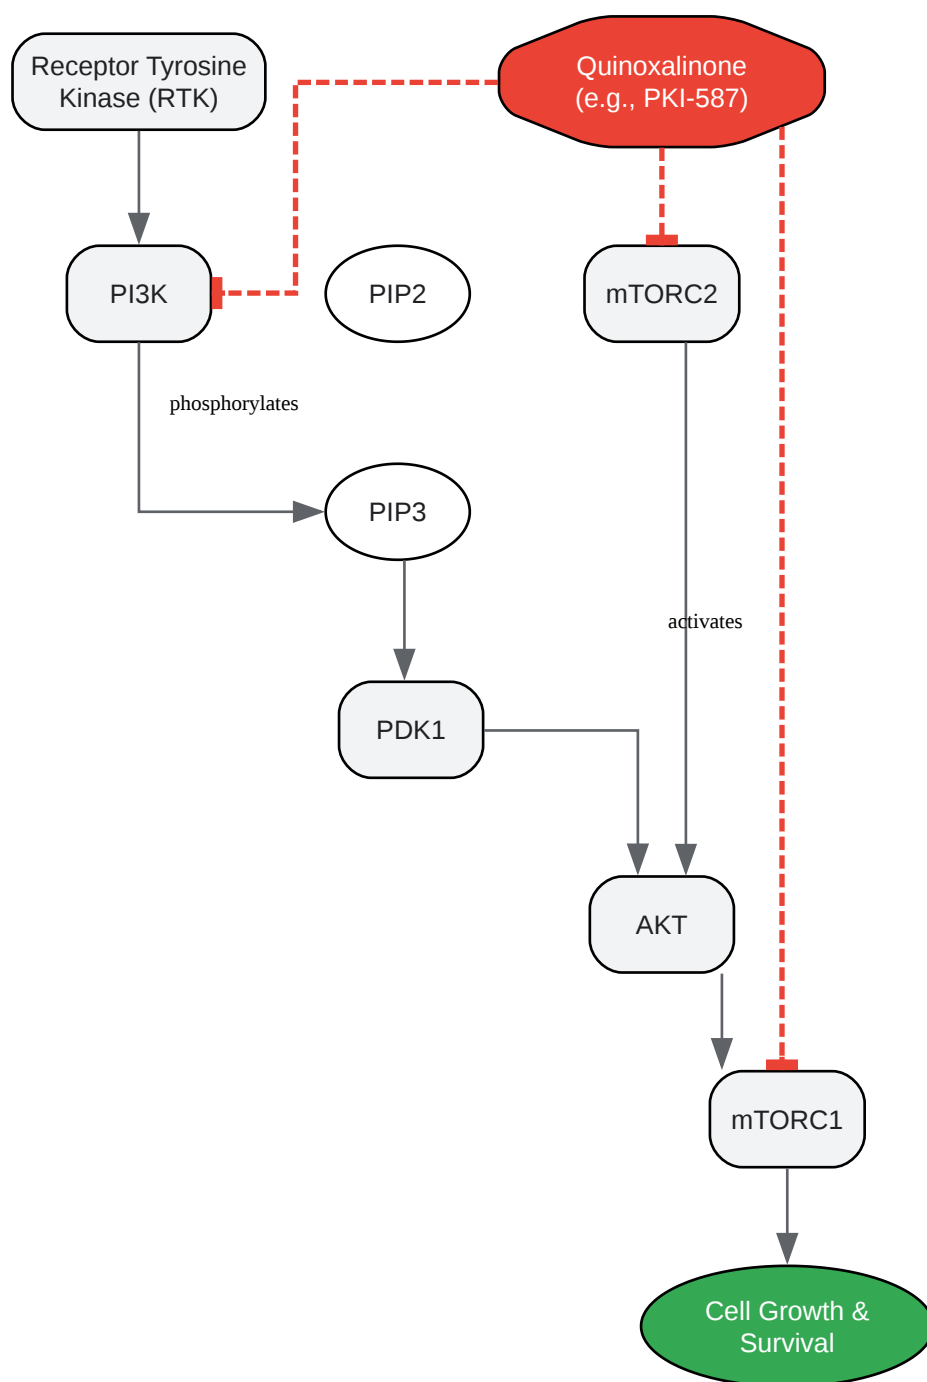 Receptor Tyrosine
Kinase (RTK)
Quinoxalinone
(e.g., PKI-587)
PI3K
PIP2
mTORC2
phosphorylates
PIP3
activates
PDK1
AKT
mTORC1
Cell Growth &
Survival